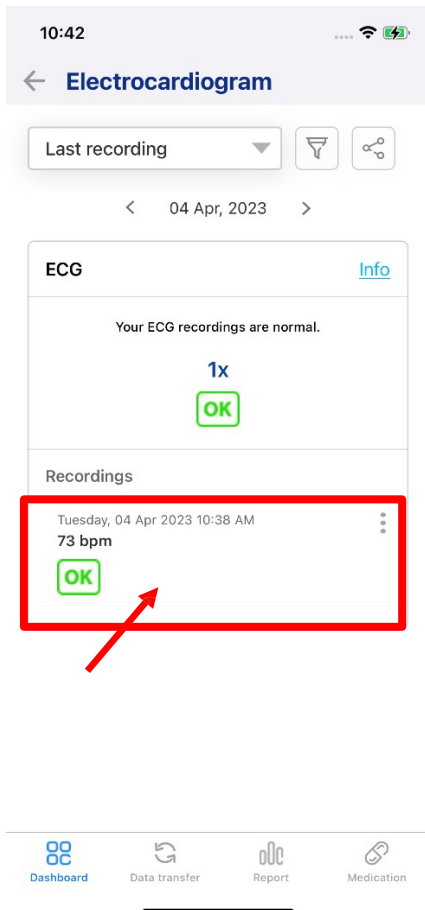 10:42
Electrocardiogram
Last recording
04 Apr, 2023
ECG
Info
Your ECG recordings are normal.
1x
OK
Recordings
Tuesday, 04 Apr 2023 10:38 AM
73 bpm
OK
Dashboard
Data transfer
Report
Medication